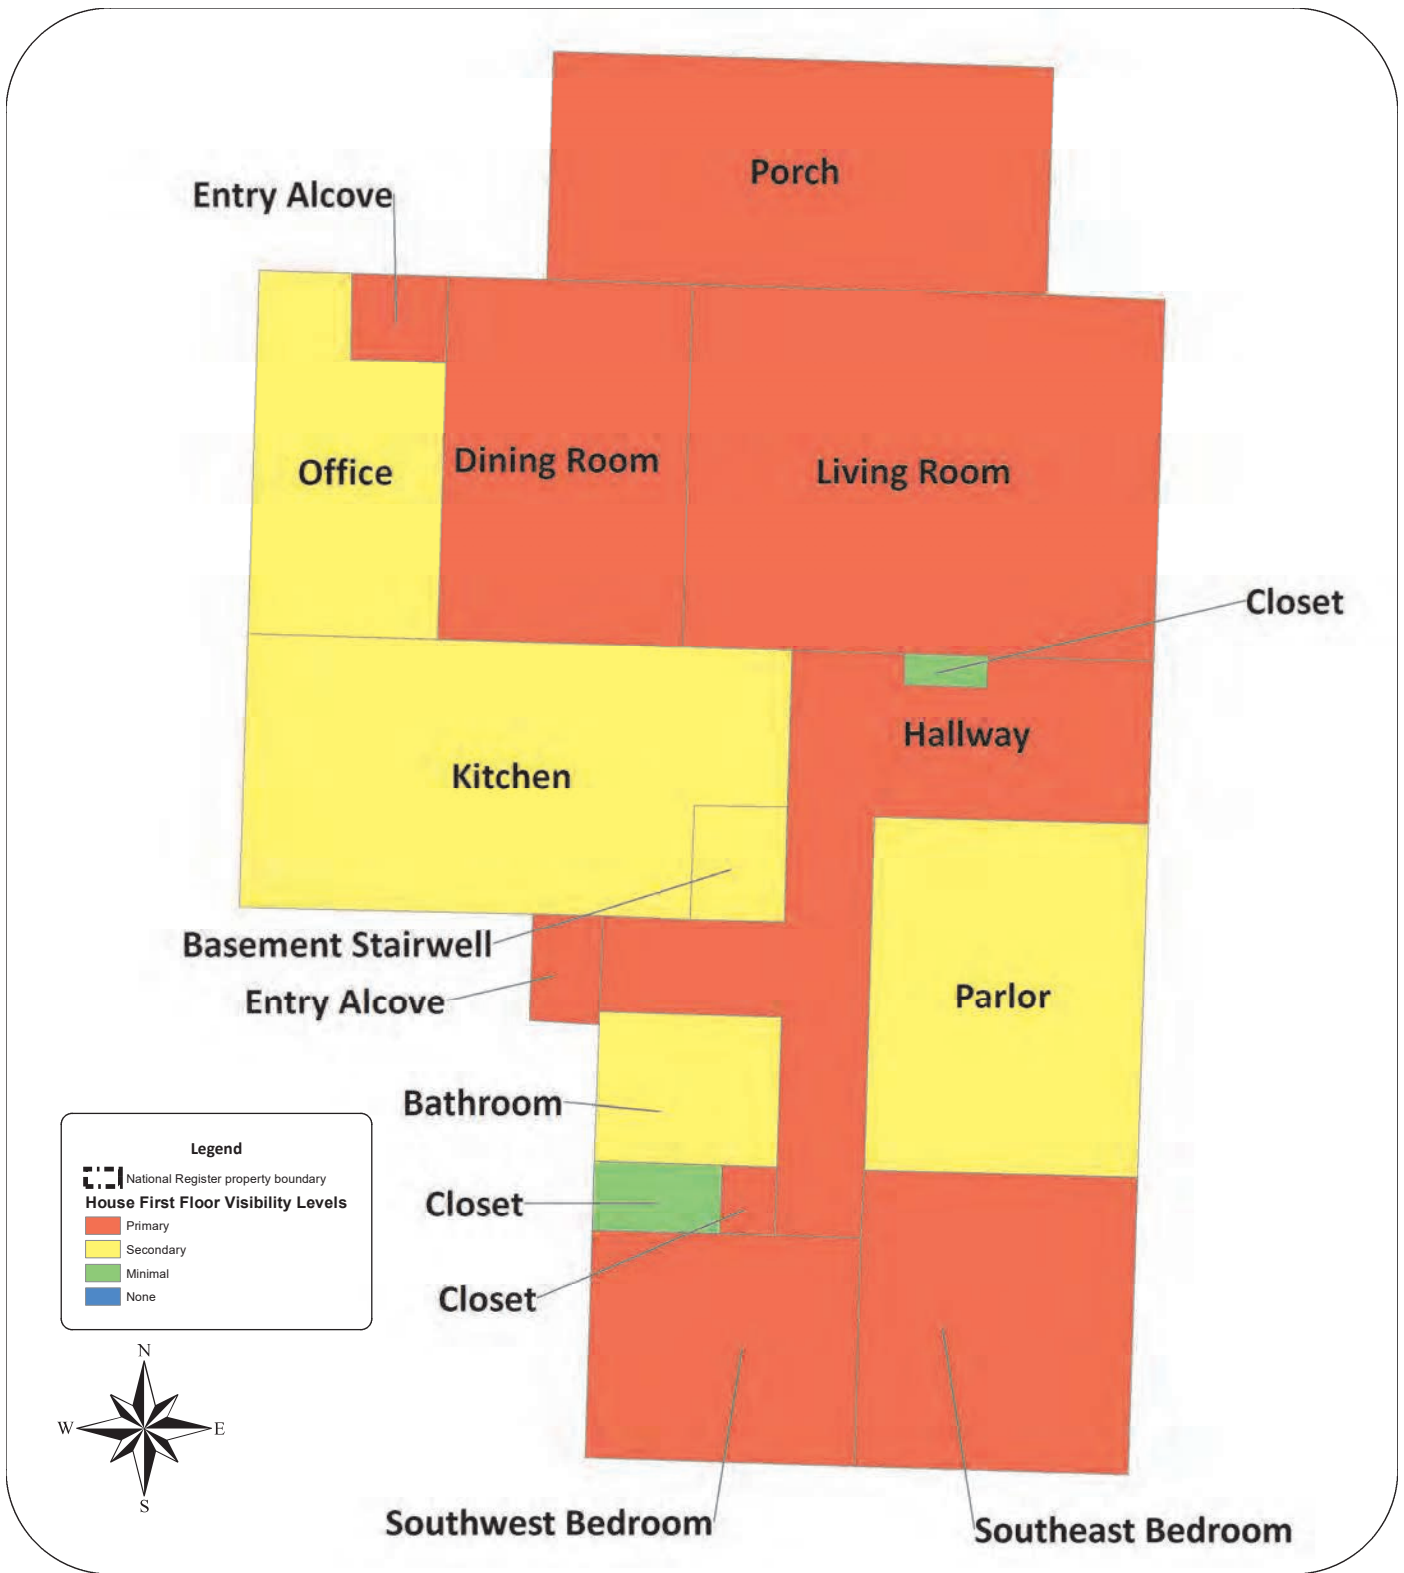 Porch
Entry Alcove
Office
Dining Room
Living Room
Closet
Hallway
Kitchen
Basement Stairwell
Entry Alcove
Parlor
Bathroom
Closet
Closet
Southwest Bedroom
Southeast Bedroom
Legend
National Register property boundary
House First Floor Visibility Levels
Primary
Secondary
Minimal
None
N
W
E
S